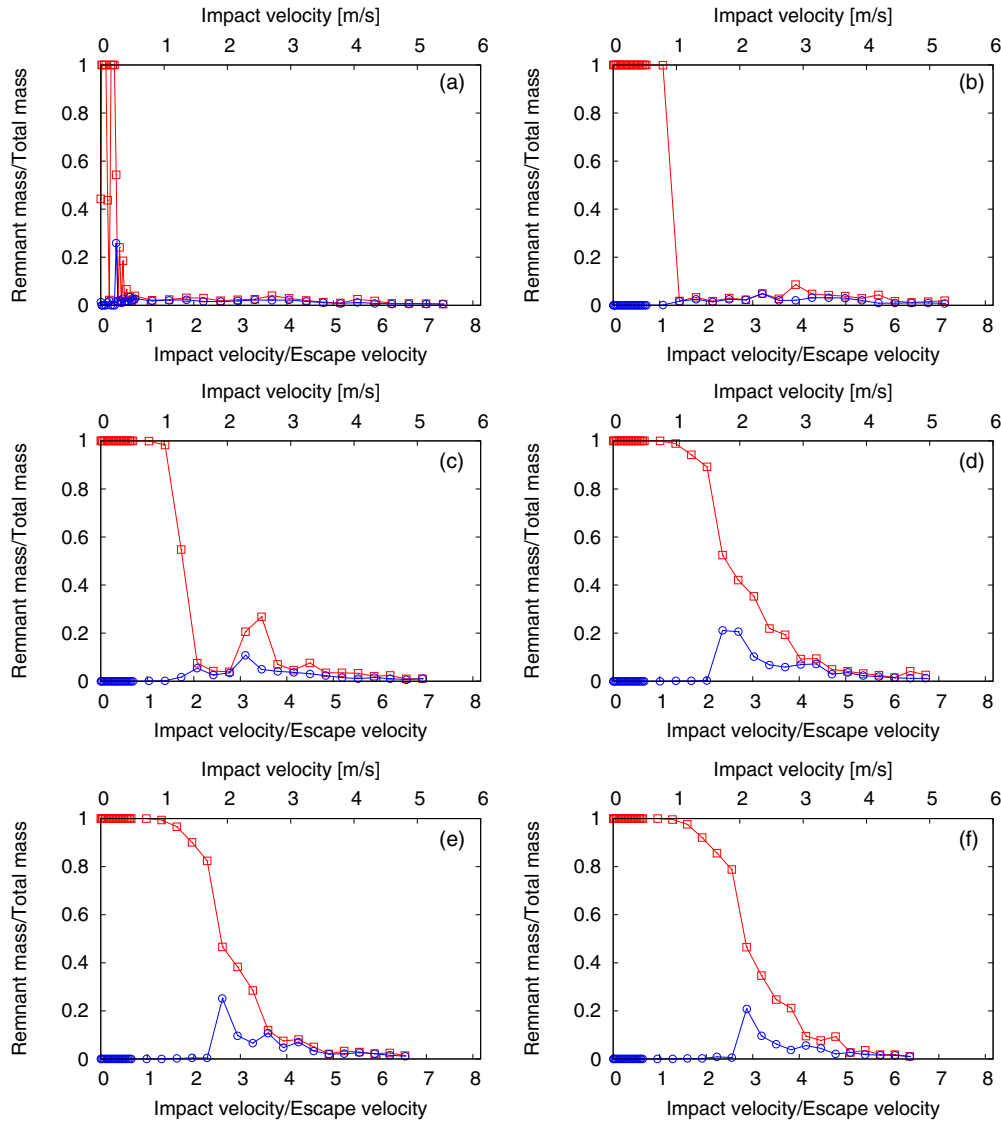 Impact velocity [m/s]
0 1 2 3 4 5 6
(a)
Remnant mass/Total mass
1
0.8
0.6
0.4
0.2
0
0 1 2 3 4 5 6 7 8
Impact velocity/Escape velocity
Impact velocity [m/s]
0 1 2 3 4 5 6
(b)
Remnant mass/Total mass
1
0.8
0.6
0.4
0.2
0
0 1 2 3 4 5 6 7 8
Impact velocity/Escape velocity
Impact velocity [m/s]
0 1 2 3 4 5 6
(c)
Remnant mass/Total mass
1
0.8
0.6
0.4
0.2
0
0 1 2 3 4 5 6 7 8
Impact velocity/Escape velocity
Impact velocity [m/s]
0 1 2 3 4 5 6
(d)
Remnant mass/Total mass
1
0.8
0.6
0.4
0.2
0
0 1 2 3 4 5 6 7 8
Impact velocity/Escape velocity
Impact velocity [m/s]
0 1 2 3 4 5 6
(e)
Remnant mass/Total mass
1
0.8
0.6
0.4
0.2
0
0 1 2 3 4 5 6 7 8
Impact velocity/Escape velocity
Impact velocity [m/s]
0 1 2 3 4 5 6
(f)
Remnant mass/Total mass
1
0.8
0.6
0.4
0.2
0
0 1 2 3 4 5 6 7 8
Impact velocity/Escape velocity